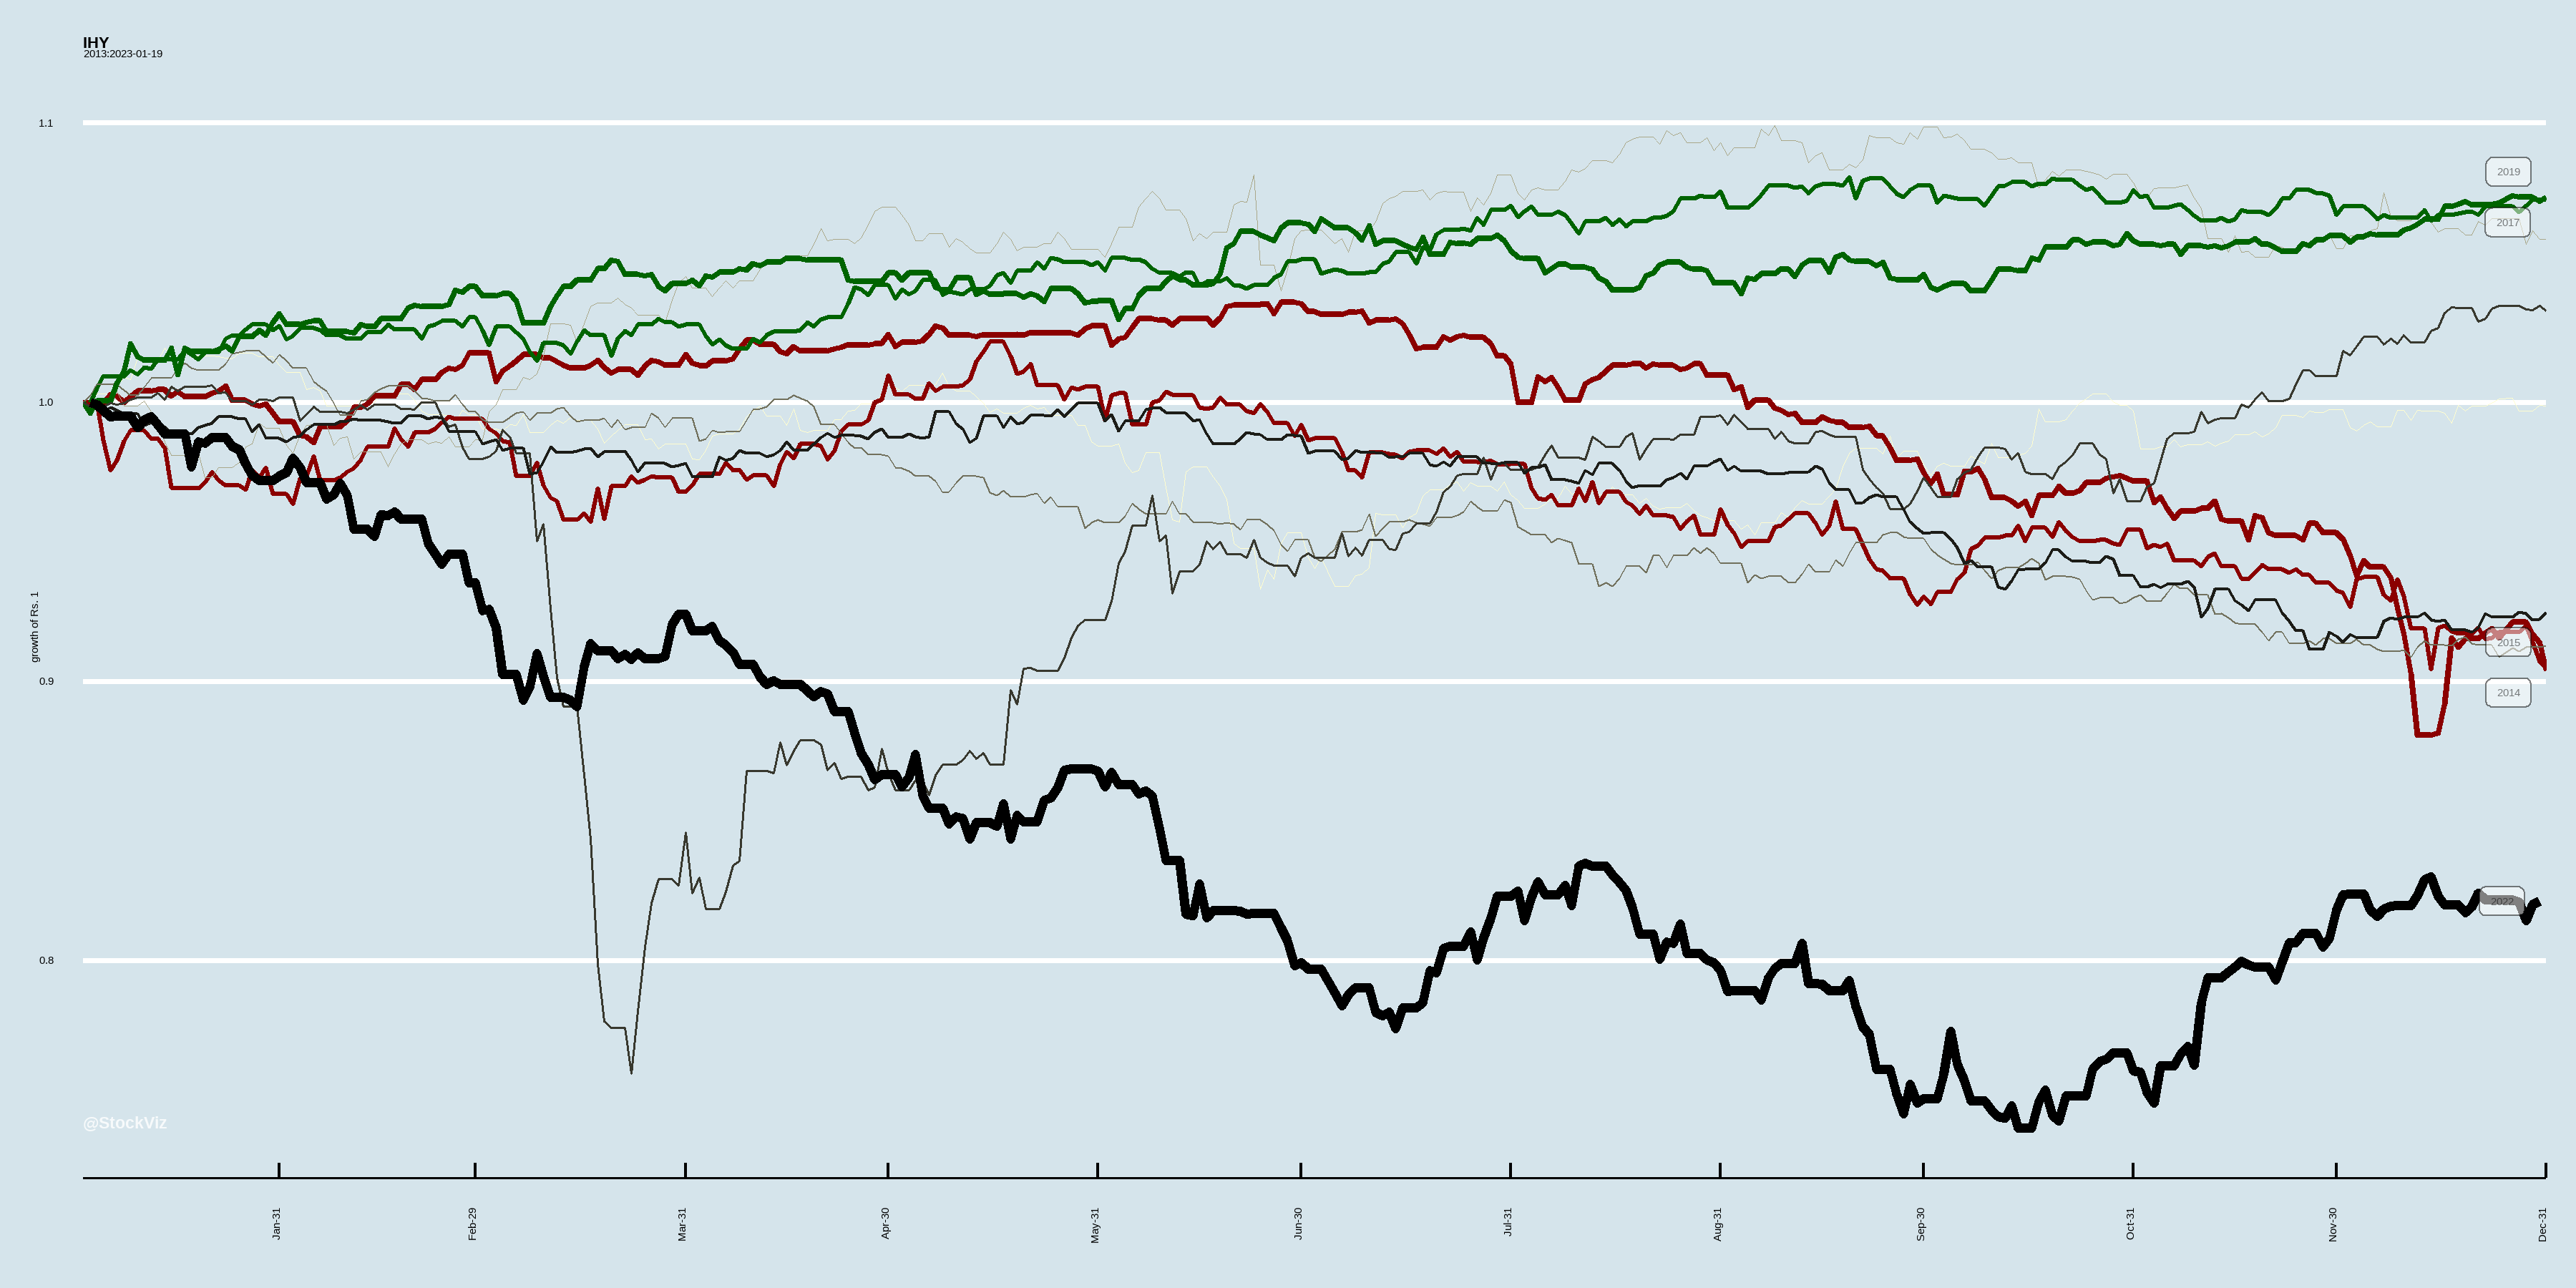 IHY
2013:2023-01-19
1.1
1.0
0.9
0.8
growth of Rs. 1
2019
2017
2015
2014
2022
@StockViz
Jan-31
Feb-29
Mar-31
Apr-30
May-31
Jun-30
Jul-31
Aug-31
Sep-30
Oct-31
Nov-30
Dec-31